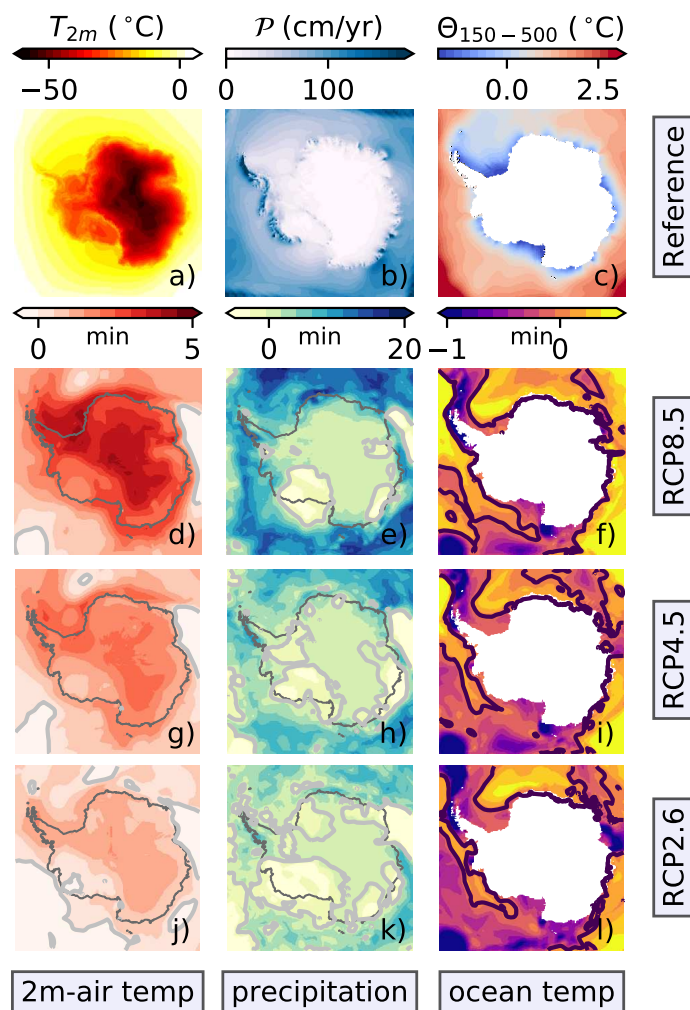 T2m (°C) P (cm/yr) Θ150−500 (°C)
−50 0 0 100 0.0 2.5
a) b) c) Reference
min min min
0 5 0 20 −1 0
d) e) f) RCP8.5
g) h) i) RCP4.5
j) k) l) RCP2.6
2m-air temp precipitation ocean temp